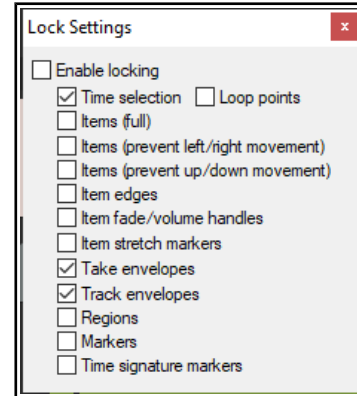 Lock Settings x
Enable locking
Time selection Loop points
Items (full)
Items (prevent left/right movement)
Items (prevent up/down movement)
Item edges
Item fade/volume handles
Item stretch markers
Take envelopes
Track envelopes
Regions
Markers
Time signature markers